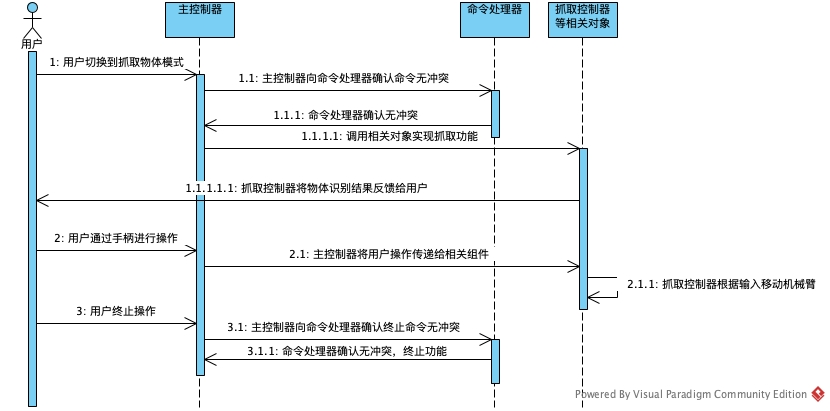 用户
主控制器
命令处理器
抓取控制器
等相关对象
1: 用户切换到抓取物体模式
1.1: 主控制器向命令处理器确认命令无冲突
1.1.1: 命令处理器确认无冲突
1.1.1.1: 调用相关对象实现抓取功能
1.1.1.1.1: 抓取控制器将物体识别结果反馈给用户
2: 用户通过手柄进行操作
2.1: 主控制器将用户操作传递给相关组件
2.1.1: 抓取控制器根据输入移动机械臂
3: 用户终止操作
3.1: 主控制器向命令处理器确认终止命令无冲突
3.1.1: 命令处理器确认无冲突，终止功能
Powered By Visual Paradigm Community Edition